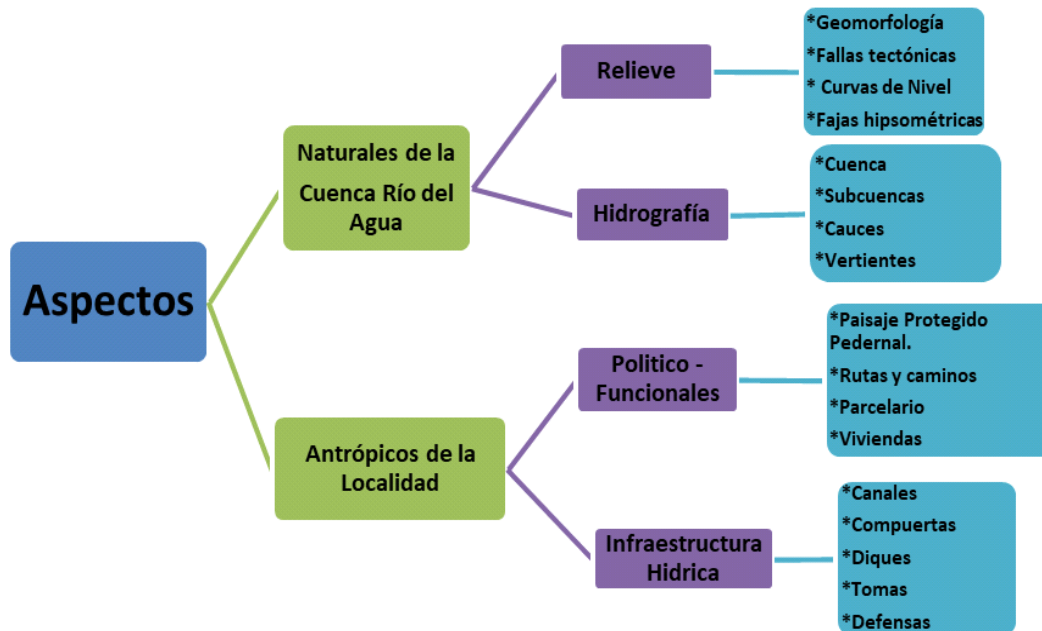 Aspectos
Naturales de la
Cuenca Río del
Agua
Relieve
*Geomorfología
*Fallas tectónicas
* Curvas de Nivel
*Fajas hipsométricas
Hidrografía
*Cuenca
*Subcuencas
*Cauces
*Vertientes
Antrópicos de la
Localidad
Politico -
Funcionales
*Paisaje Protegido
Pedernal.
*Rutas y caminos
*Parcelario
*Viviendas
Infraestructura
Hidrica
*Canales
*Compuertas
*Diques
*Tomas
*Defensas